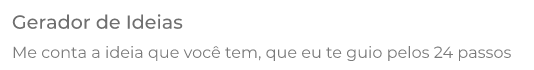 Gerador de Ideias
Me conta a ideia que você tem, que eu te guio pelos 24 passos